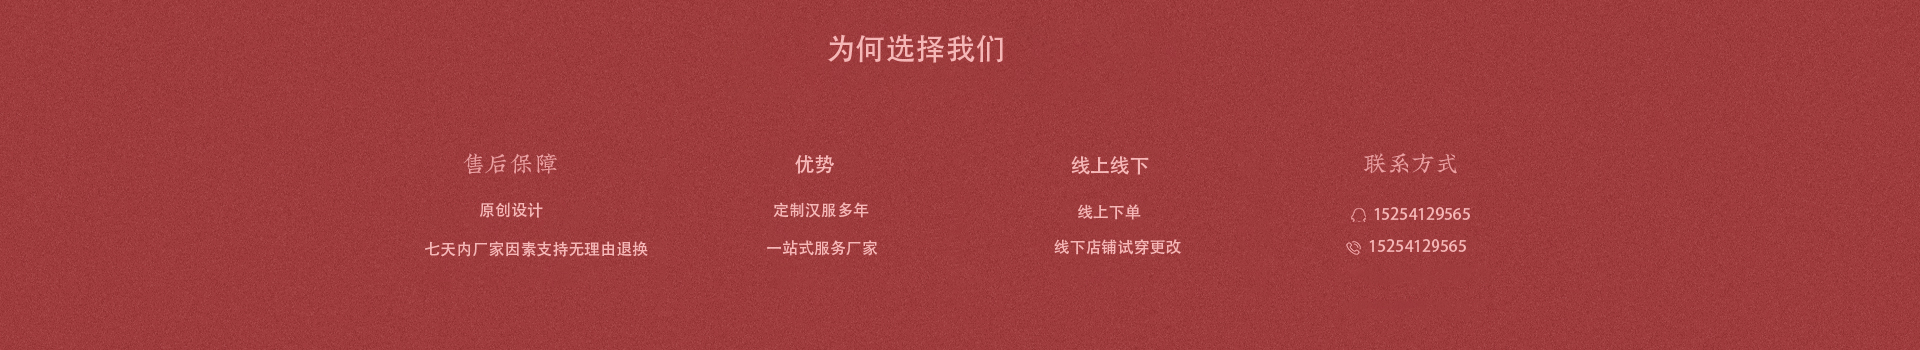 为何选择我们
售后保障
原创设计
七天内厂家因素支持无理由退换
优势
定制汉服多年
一站式服务厂家
线上线下
线上下单
线下店铺试穿更改
联系方式
15254129565
15254129565